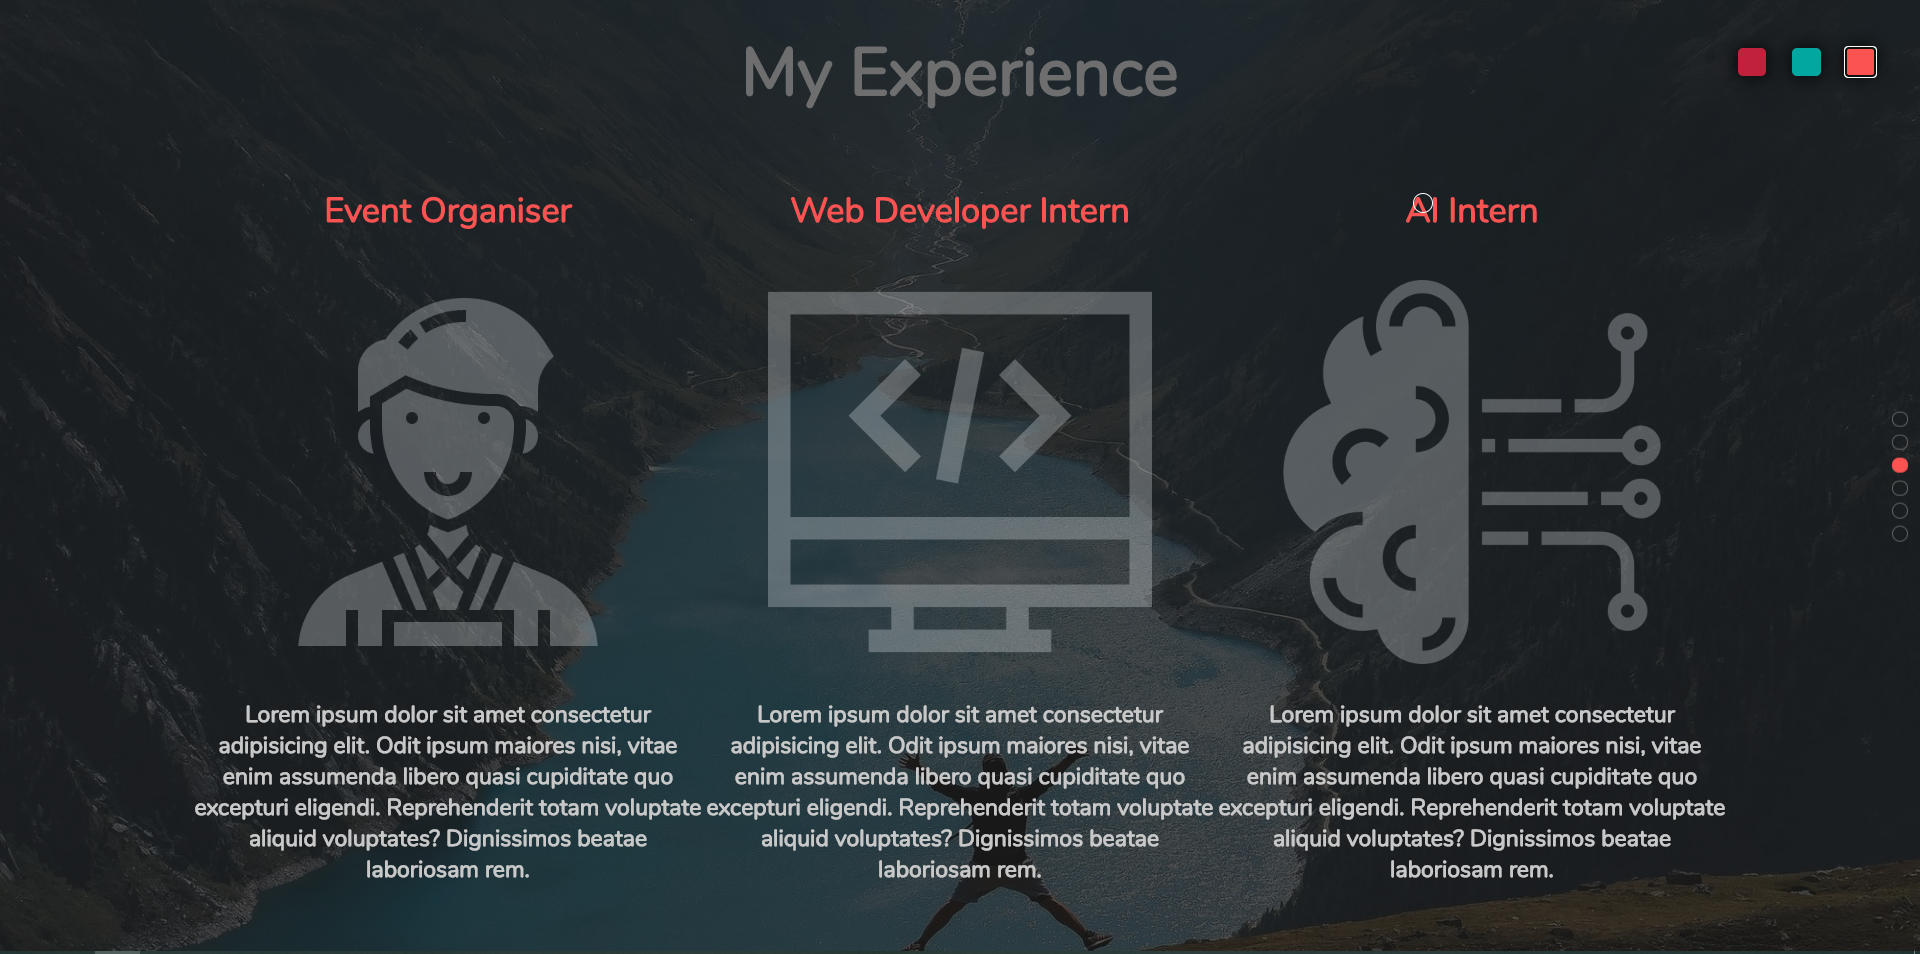 My Experience
Event Organiser
Web Developer Intern
AI Intern
Lorem ipsum dolor sit amet consectetur
adipisicing elit. Odit ipsum maiores nisi, vitae
enim assumenda libero quasi cupiditate quo
excepturi eligendi. Reprehenderit totam voluptate
aliquid voluptates? Dignissimos beatae
laboriosam rem.
Lorem ipsum dolor sit amet consectetur
adipisicing elit. Odit ipsum maiores nisi, vitae
enim assumenda libero quasi cupiditate quo
excepturi eligendi. Reprehenderit totam voluptate
aliquid voluptates? Dignissimos beatae
laboriosam rem.
Lorem ipsum dolor sit amet consectetur
adipisicing elit. Odit ipsum maiores nisi, vitae
enim assumenda libero quasi cupiditate quo
excepturi eligendi. Reprehenderit totam voluptate
aliquid voluptates? Dignissimos beatae
laboriosam rem.